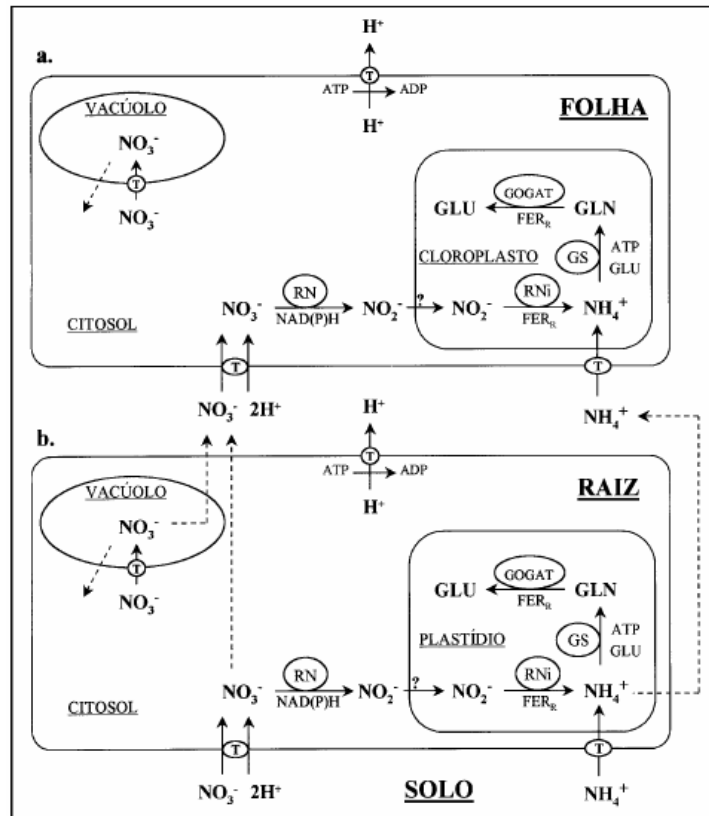 H⁺
a.
T
ATP ADP
H⁺
FOLHA
VACÚOLO
NO₃⁻
T
NO₃⁻
GOGAT
GLU GLN
FER_R
CLOROPLASTO
GS
ATP
GLU
CITOSOL
NO₃⁻
RN
NAD(P)H
NO₂⁻
?
NO₂⁻
RNi
FER_R
NH₄⁺
T
T
NO₃⁻ 2H⁺
NH₄⁺
b.
H⁺
T
ATP ADP
H⁺
RAIZ
VACÚOLO
NO₃⁻
T
NO₃⁻
GOGAT
GLU GLN
FER_R
PLASTÍDIO
GS
ATP
GLU
CITOSOL
NO₃⁻
RN
NAD(P)H
NO₂⁻
?
NO₂⁻
RNi
FER_R
NH₄⁺
T
T
NO₃⁻ 2H⁺
SOLO
NH₄⁺